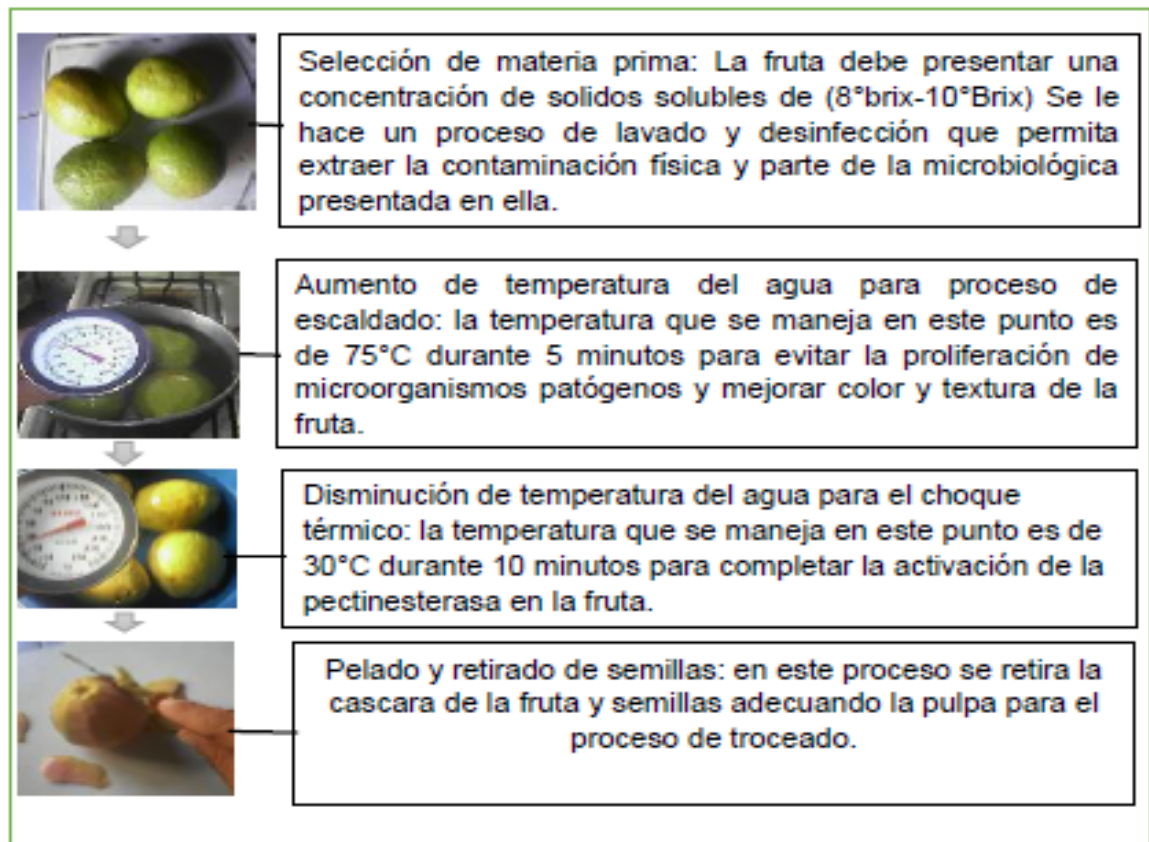 Selección de materia prima: La fruta debe presentar una
concentración de solidos solubles de (8°brix-10°Brix) Se le
hace un proceso de lavado y desinfección que permita
extraer la contaminación física y parte de la microbiológica
presentada en ella.
Aumento de temperatura del agua para proceso de
escaldado: la temperatura que se maneja en este punto es
de 75°C durante 5 minutos para evitar la proliferación de
microorganismos patógenos y mejorar color y textura de la
fruta.
Disminución de temperatura del agua para el choque
térmico: la temperatura que se maneja en este punto es de
30°C durante 10 minutos para completar la activación de la
pectinesterasa en la fruta.
Pelado y retirado de semillas: en este proceso se retira la
cascara de la fruta y semillas adecuando la pulpa para el
proceso de troceado.